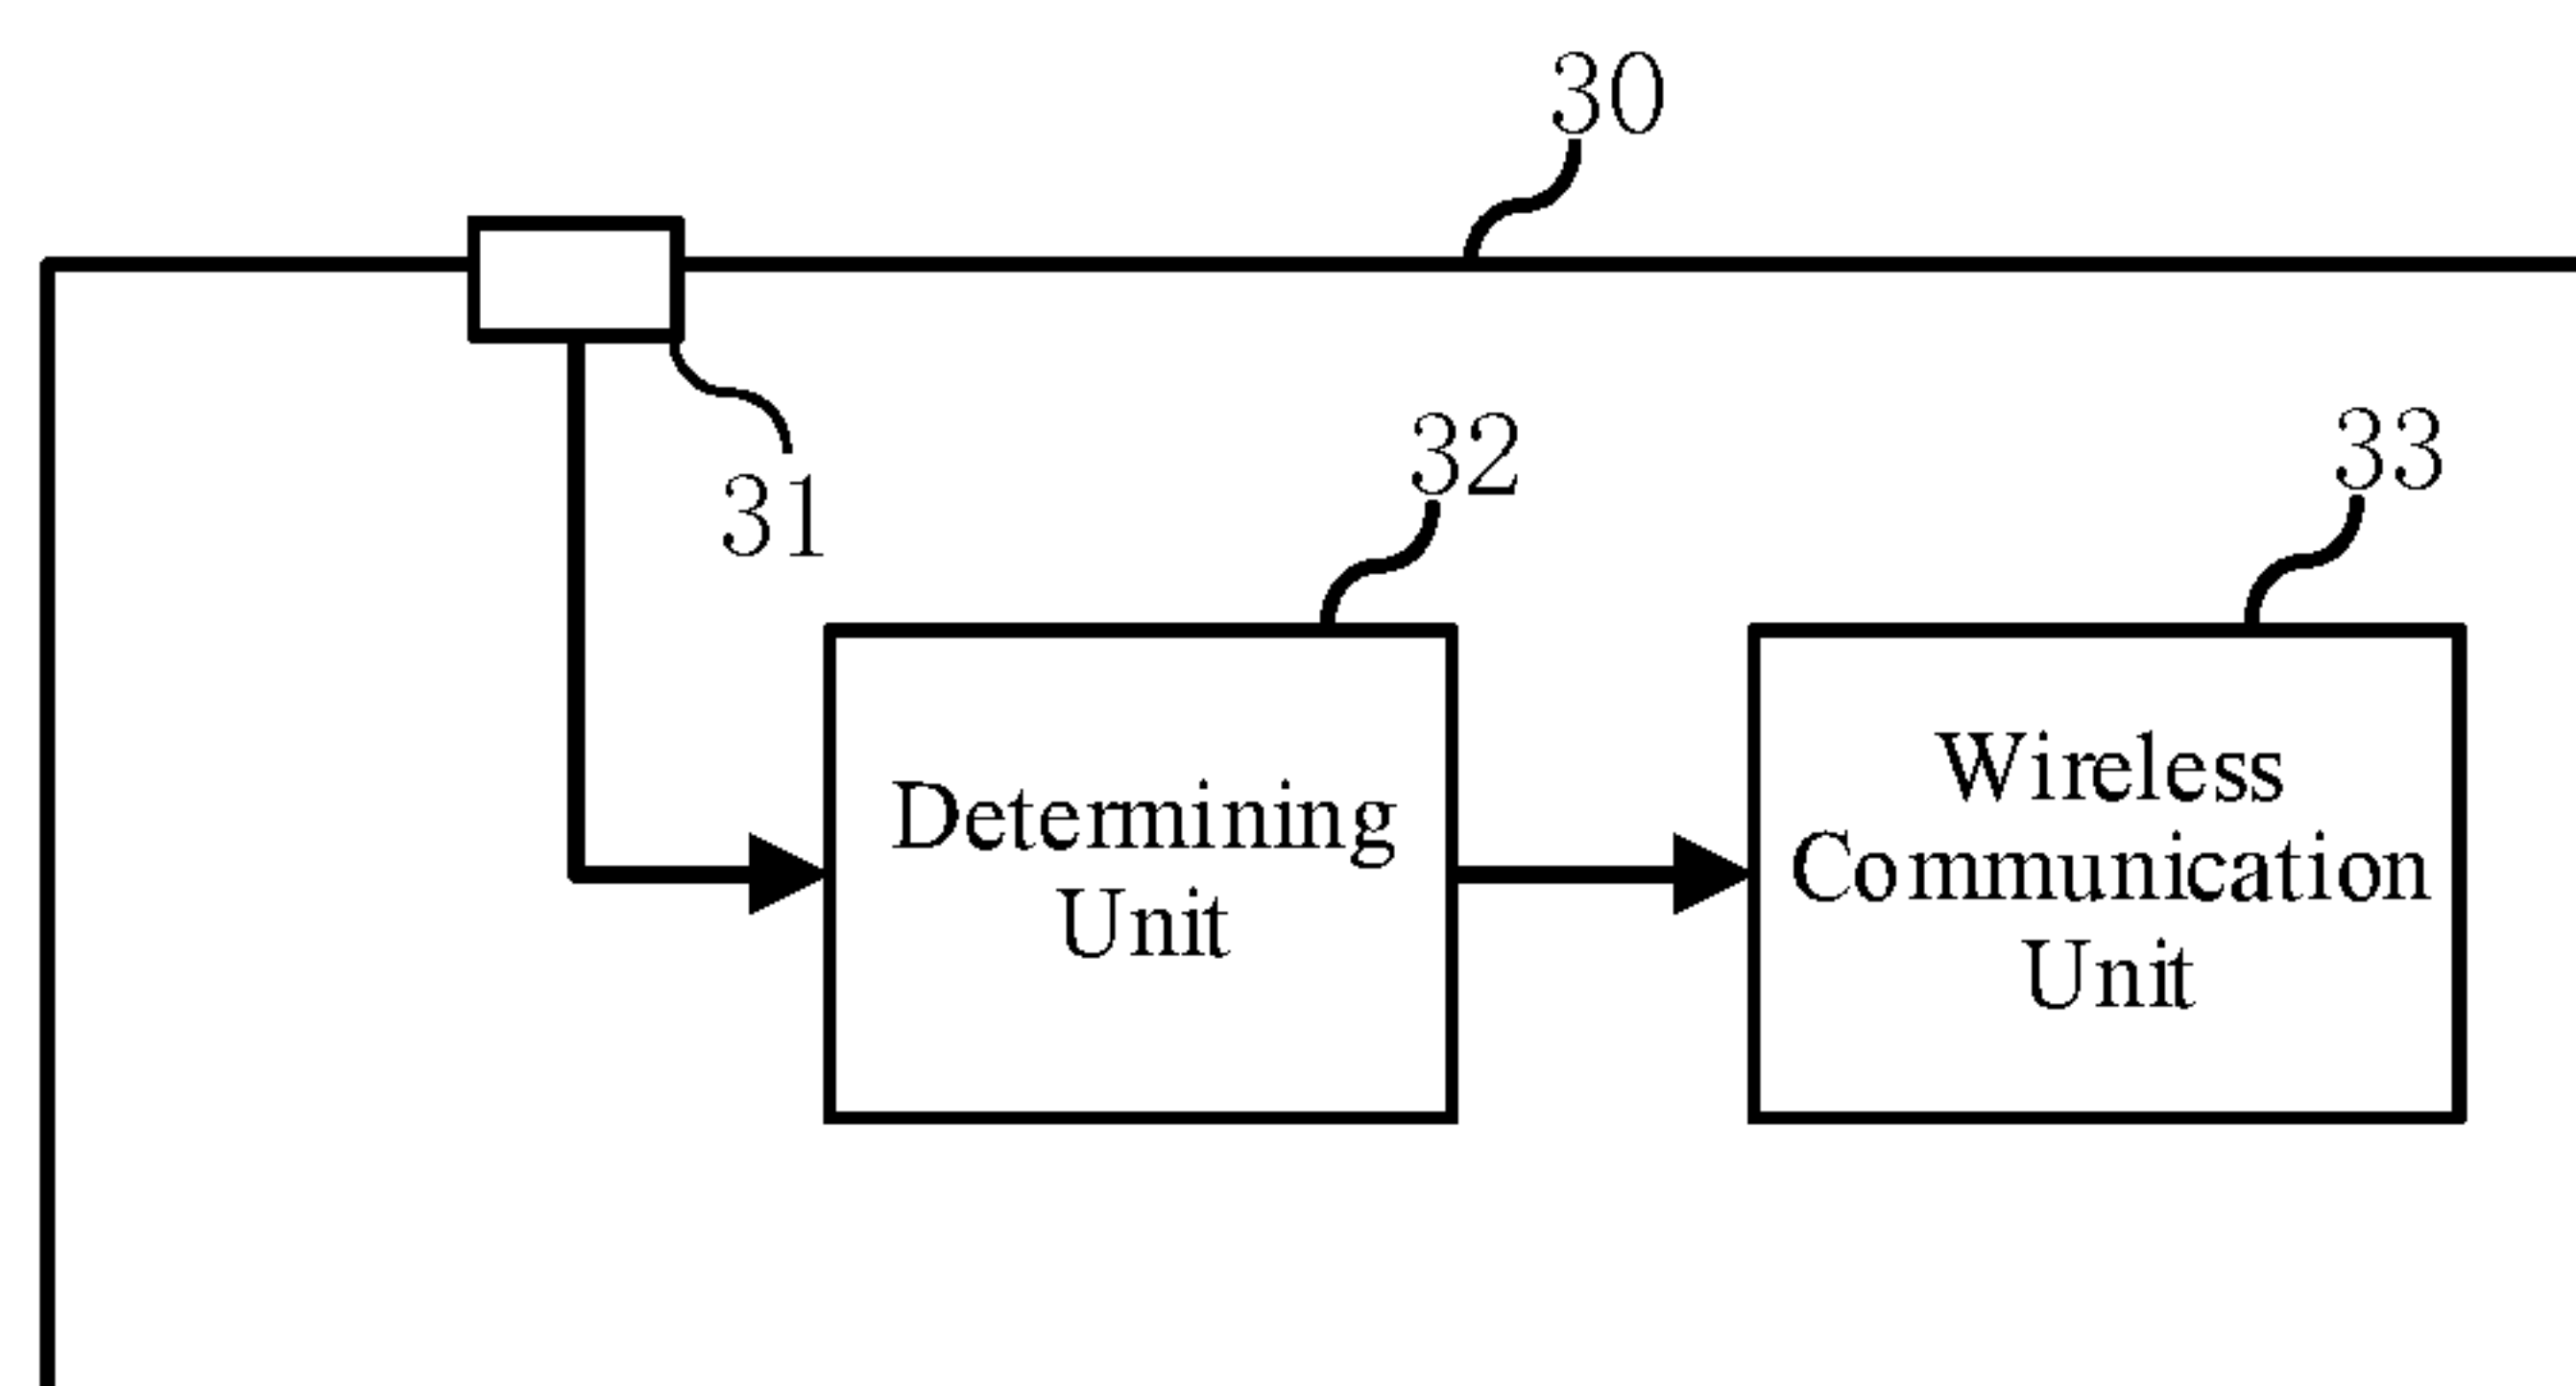 30
31
32
33
Determining
Unit
Wireless
Communication
Unit